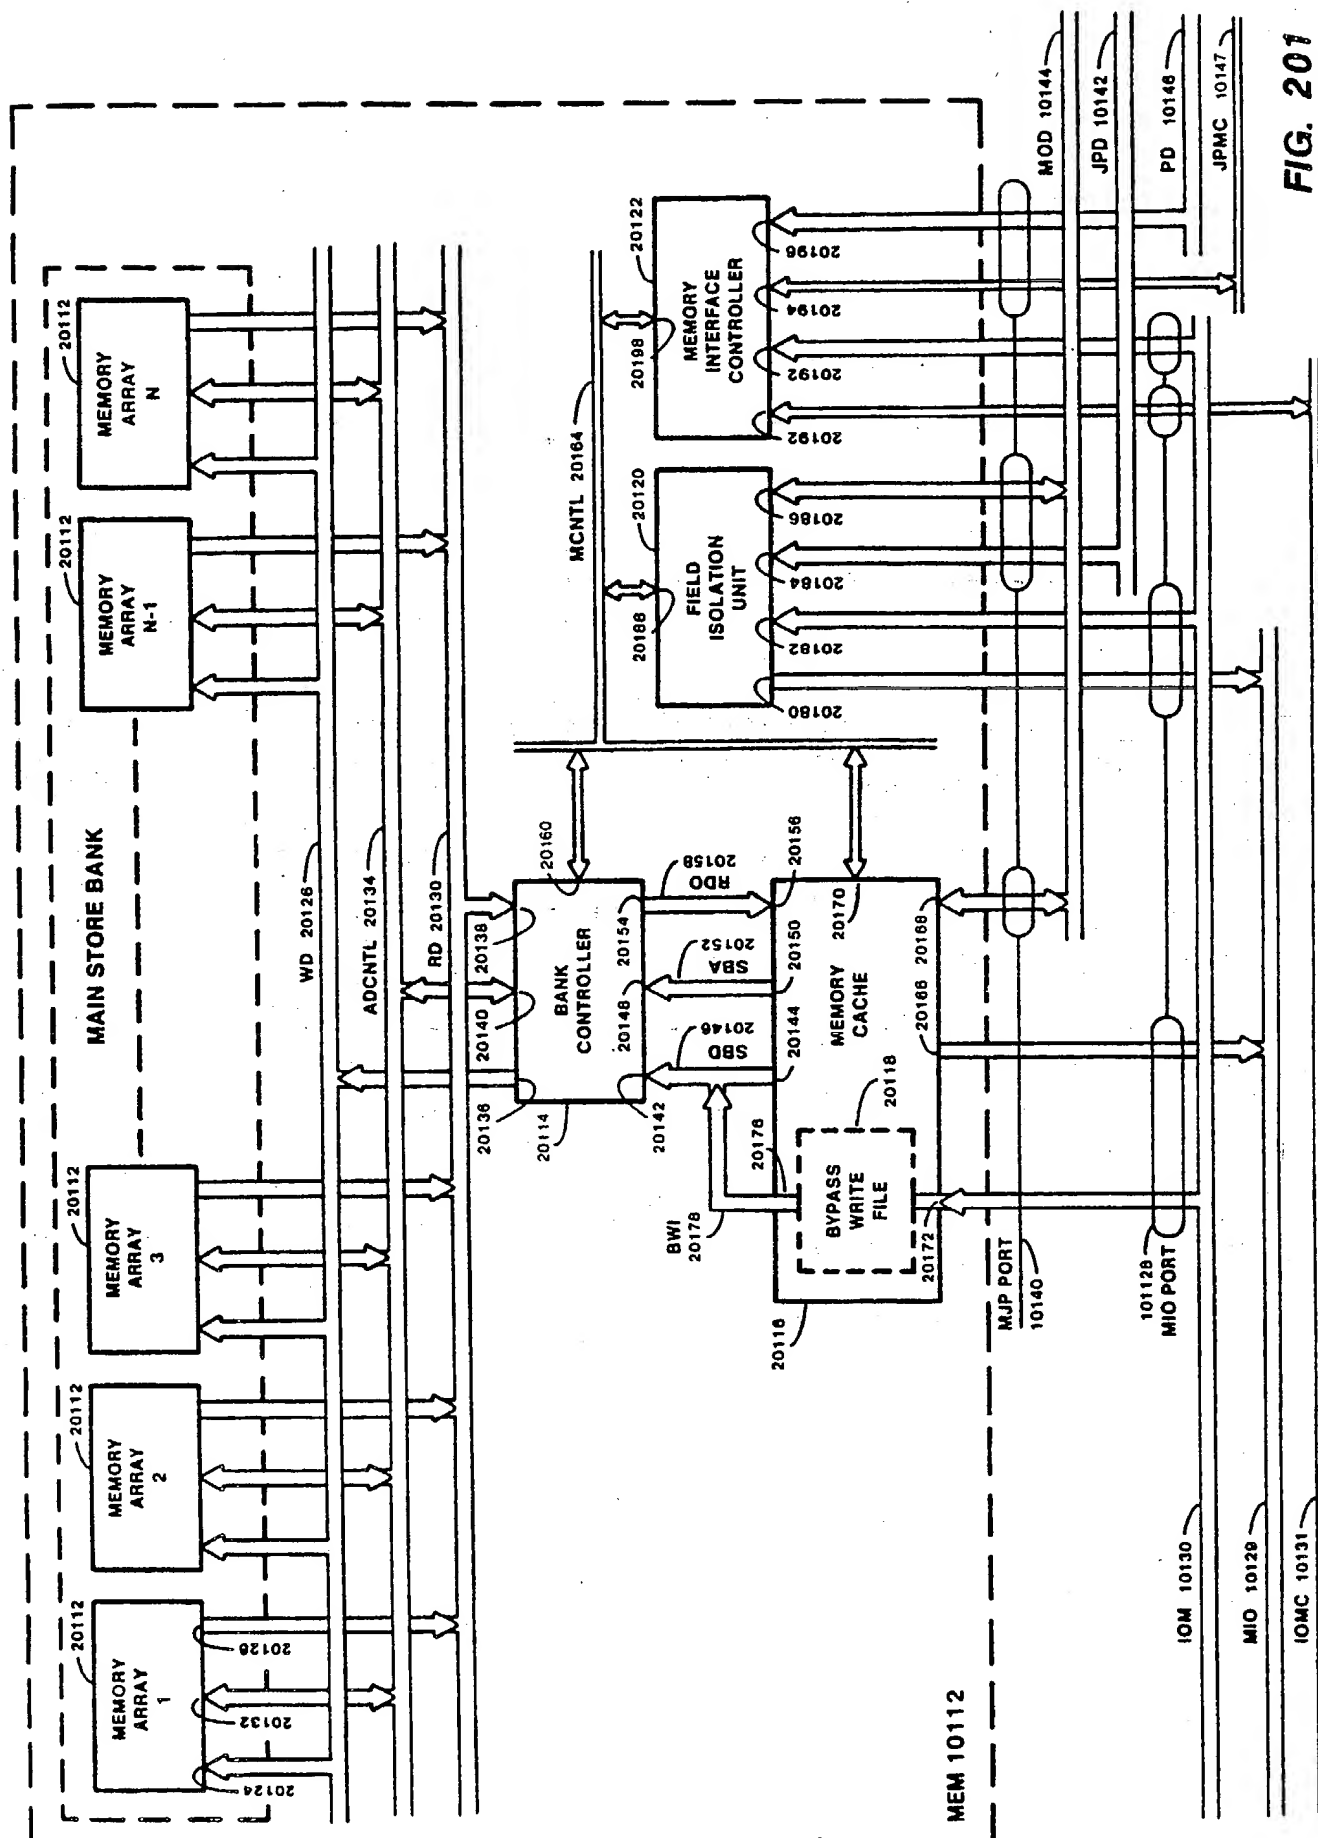 MAIN STORE BANK
20112
MEMORY
ARRAY
1
20112
MEMORY
ARRAY
2
20112
MEMORY
ARRAY
3
20112
MEMORY
ARRAY
N-1
20112
MEMORY
ARRAY
N
20124
20132
20128
WD 20126
ADCNTL 20134
RD 20130
20136
20140
20138
20160
20114
BANK
CONTROLLER
20142
20148
20154
SBD
20146
SBA
20152
RDO
20158
20144
20150
20156
BWI
20178
20176
20118
BYPASS
WRITE
FILE
20172
20116
MEMORY
CACHE
20170
20166
20168
MCNTL 20164
20188
20120
FIELD
ISOLATION
UNIT
20180
20182
20184
20186
20198
20122
MEMORY
INTERFACE
CONTROLLER
20192
20192
20194
20196
MEM 10112
MJP PORT
10140
101128
MIO PORT
MOD 10144
JPD 10142
PD 10146
JPMC 10147
IOM 10130
MIO 10129
IOMC 10131
FIG. 201